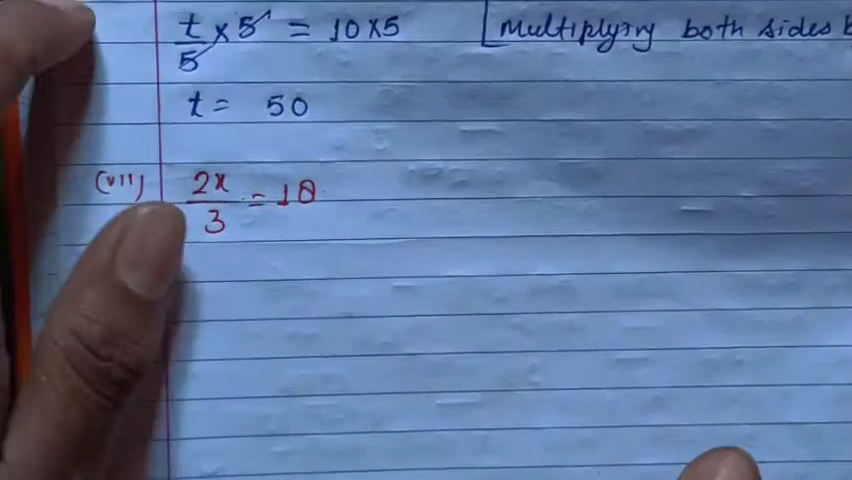 t/5 × 5 = 10×5 [Multiplying both sides
t = 50
(vii) 2x/3 = 18